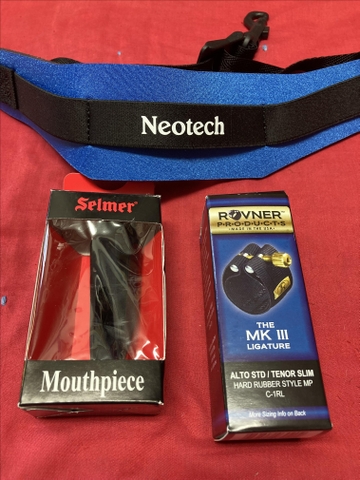 Neotech
Selmer®
Mouthpiece
ROVNER™
PRODUCTS
MADE IN THE USA
THE
MK III
LIGATURE
ALTO STD / TENOR SLIM
HARD RUBBER STYLE MP
C-1RL
More Sizing info on Back